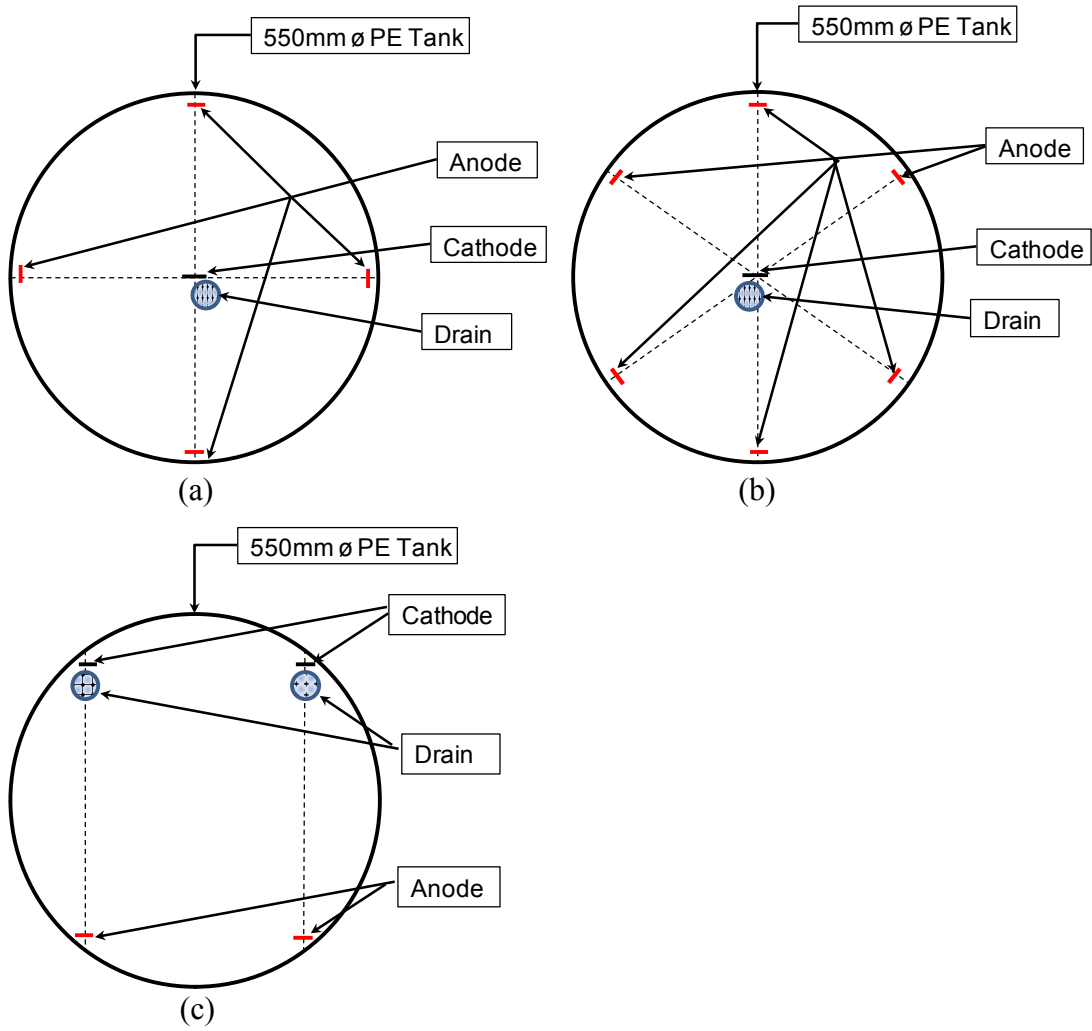 550mm ø PE Tank
Anode
Cathode
Drain
(a)
550mm ø PE Tank
Anode
Cathode
Drain
(b)
550mm ø PE Tank
Cathode
Drain
Anode
(c)